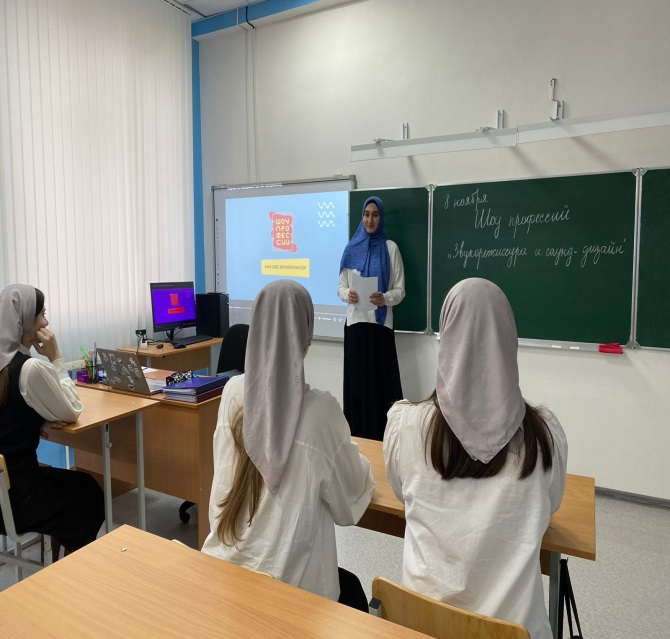 ШОУ
ПРО
ФЕС
СИЙ
8 ноября
Шоу профессий
„Звукорежиссура и саунд-дизайн"